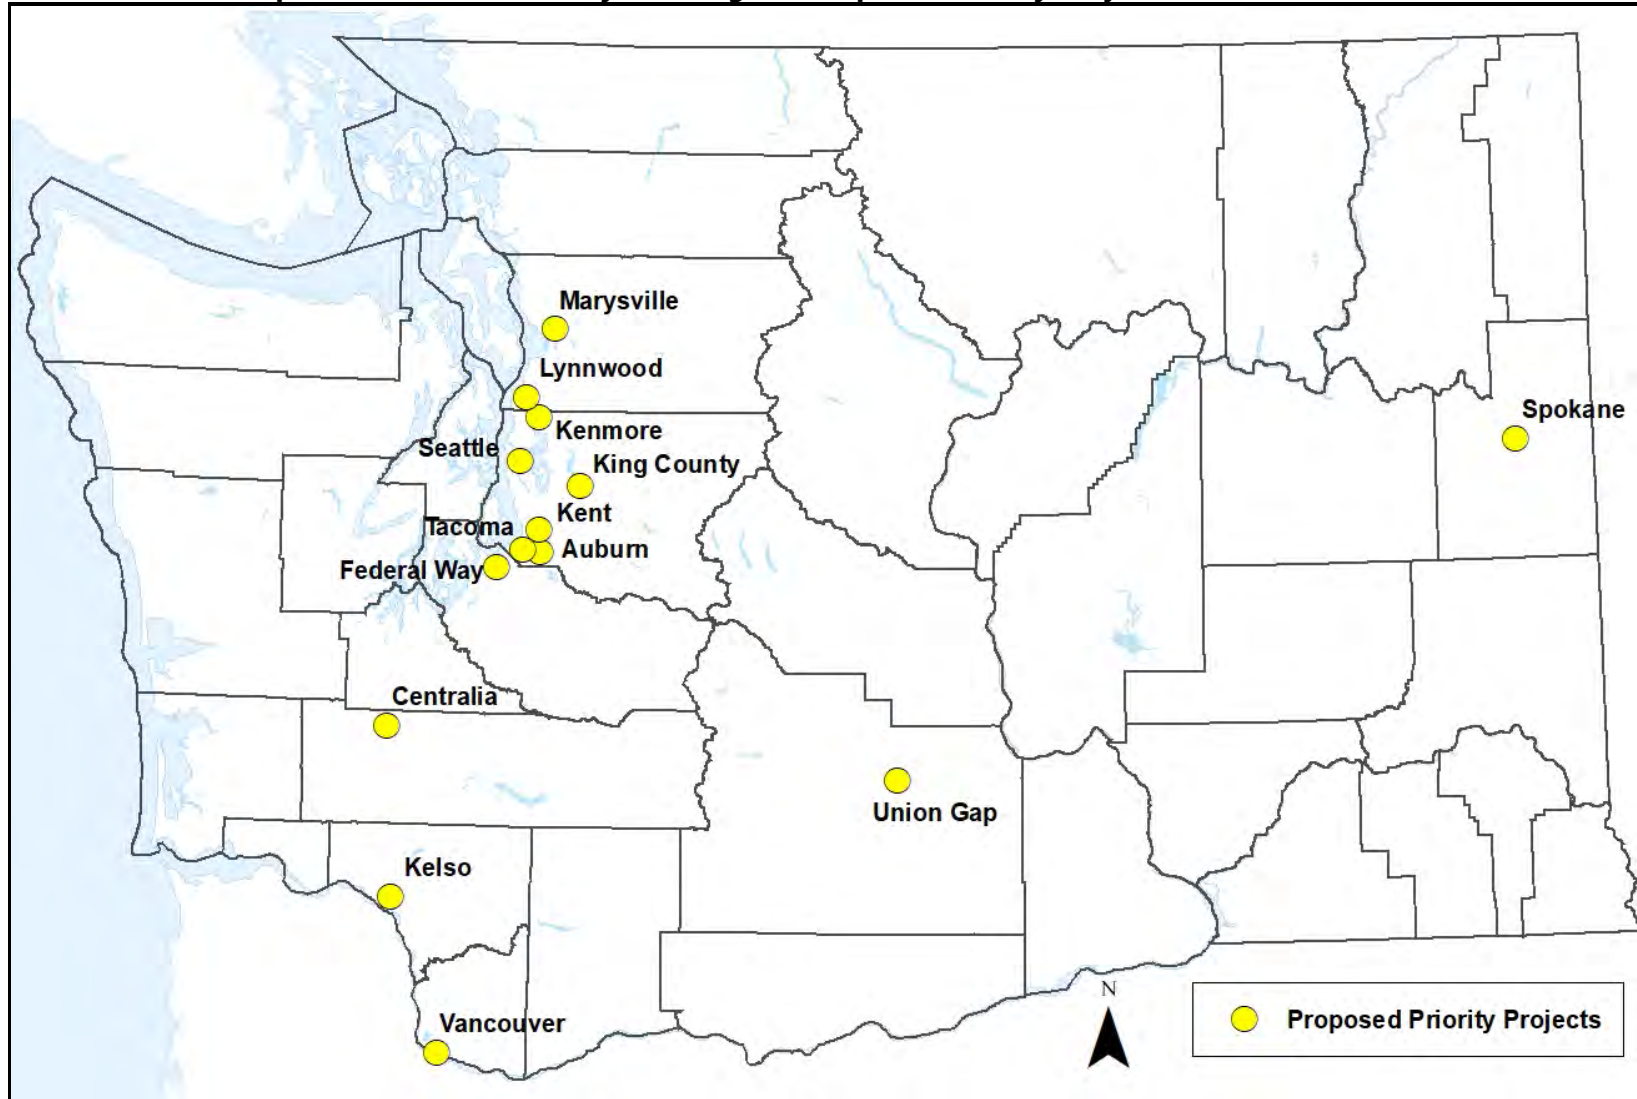 Marysville
Lynnwood
Kenmore
Seattle
King County
Kent
Tacoma
Auburn
Federal Way
Spokane
Centralia
Union Gap
Kelso
Vancouver
N
Proposed Priority Projects